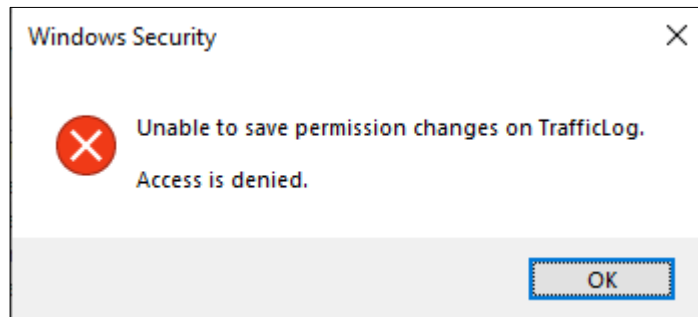 Windows Security
Unable to save permission changes on TrafficLog.
Access is denied.
OK